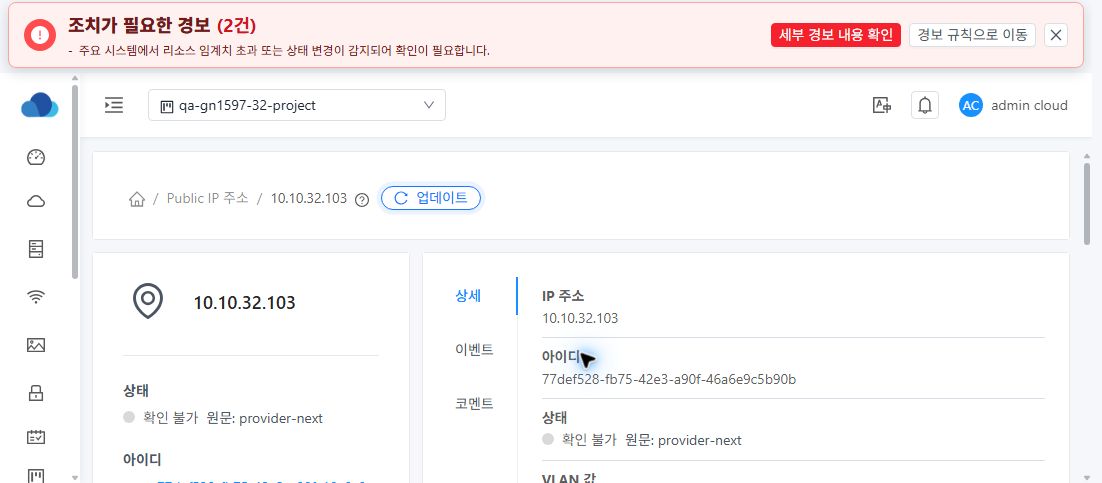 조치가 필요한 경보 (2건)
- 주요 시스템에서 리소스 임계치 초과 또는 상태 변경이 감지되어 확인이 필요합니다.
세부 경보 내용 확인
경보 규칙으로 이동
qa-gn1597-32-project
AC admin cloud
/ Public IP 주소 / 10.10.32.103
업데이트
10.10.32.103
상태
확인 불가 원문: provider-next
아이디
상세
이벤트
코멘트
IP 주소
10.10.32.103
아이디
77def528-fb75-42e3-a90f-46a6e9c5b90b
상태
확인 불가 원문: provider-next
VLAN 값